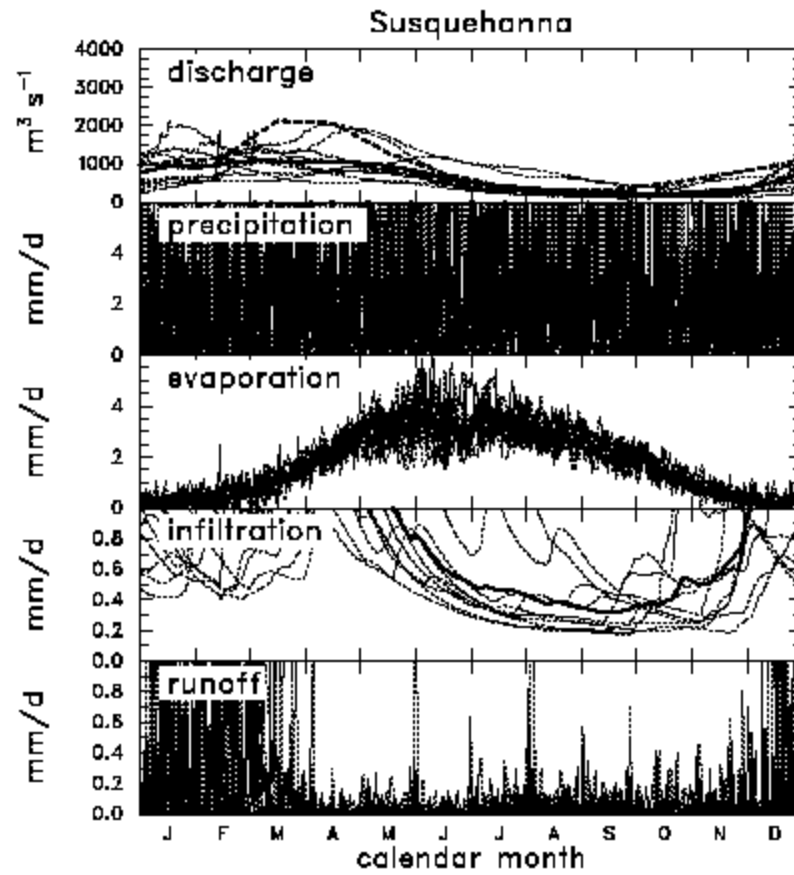 Susquehanna
4000
discharge
3000
m³ s⁻¹
2000
1000
0
precipitation
4
mm/d
2
0
evaporation
4
mm/d
2
0
infiltration
0.8
mm/d
0.6
0.4
0.2
0.0
runoff
0.8
mm/d
0.6
0.4
0.2
0.0
J F M A M J J A S O N D
calendar month